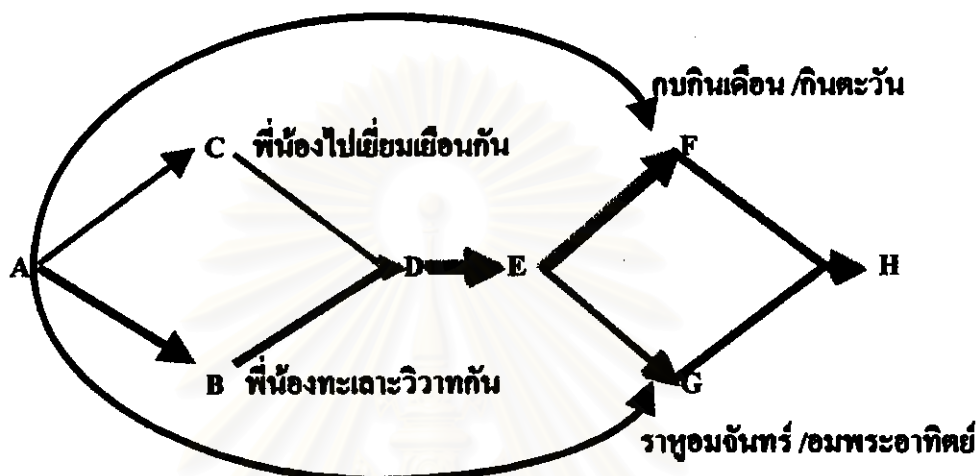 กบกินเดือน /กินตะวัน
C พี่น้องไปเยี่ยมเยือนกัน
F
A
D
E
H
B พี่น้องทะเลาะวิวาทกัน
G
ราหูอมจันทร์ /อมพระอาทิตย์